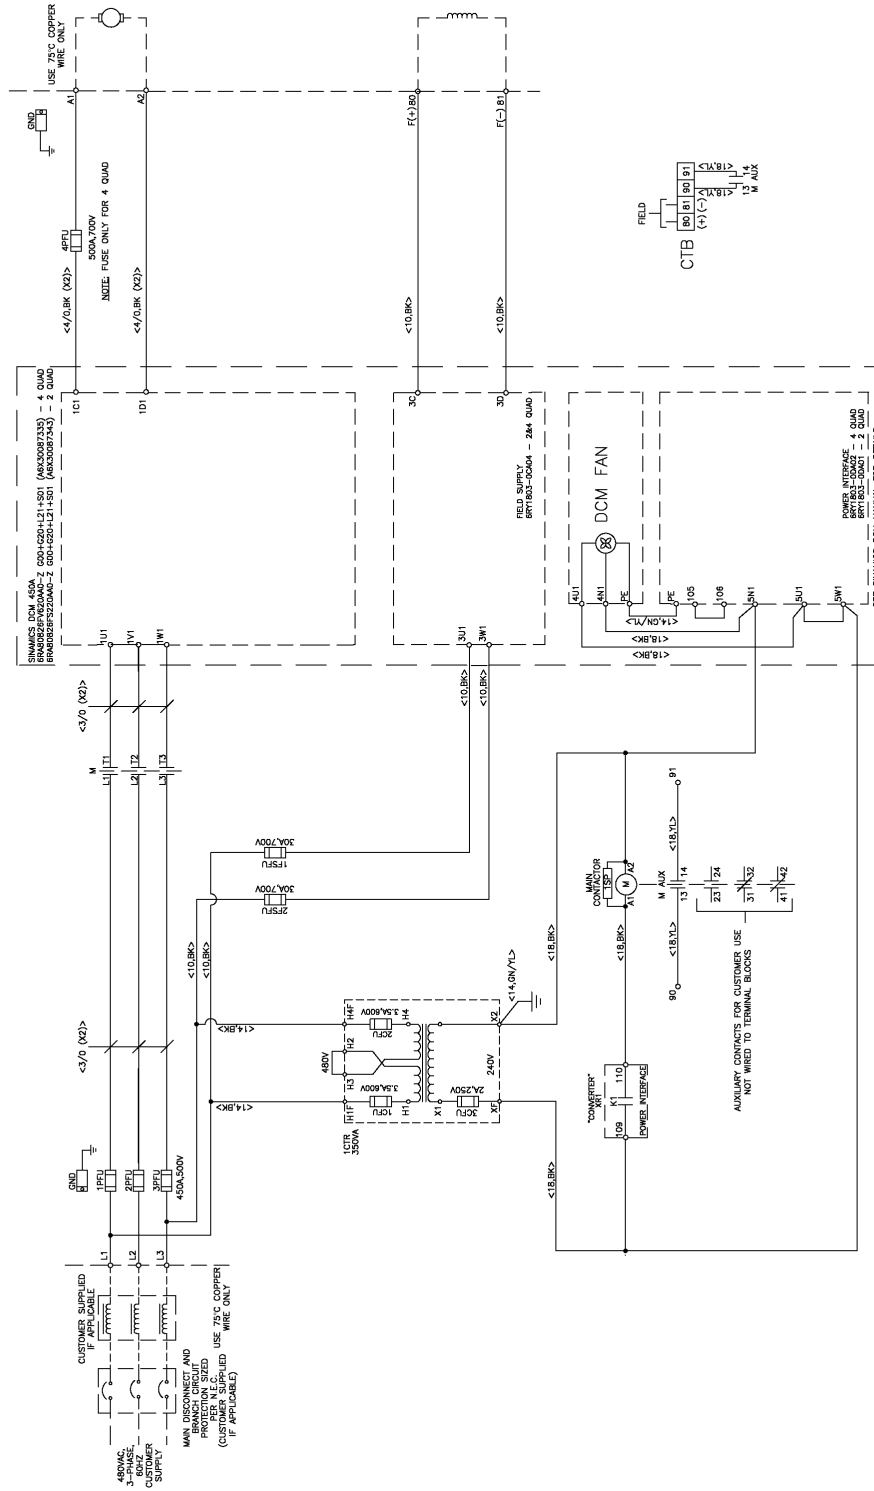 USE 75°C COPPER
WIRE ONLY
GND
A1
A2
4PFU
500A,700V
NOTE: FUSE ONLY FOR 4 QUAD
<4/0,BK (X2)>
<4/0,BK (X2)>
F(+) 80
F(-) 81
<10,BK>
<10,BK>
FIELD
80 81 90 91
(+) (-)
<18,YL>
<18,YL>
13 14
M AUX
CTB
SINAMICS DCM 450A
1C1
1D1
1U1
1V1
1W1
3C
3D
FIELD SUPPLY
6RY1803-0CA04 - 2&4 QUAD
3U1
3W1
DCM FAN
4U1
4N1
PE
POWER INTERFACE
6RY1803-0DA02 - 4 QUAD
6RY1803-0DA01 - 2 QUAD
PE
105
106
5N1
5U1
5W1
<14,GN/YL>
<18,BK>
<18,BK>
<3/0 (X2)>
M
L1 T1
L2 T2
L3 T3
<10,BK>
<10,BK>
1FSFU
30A,700V
2FSFU
30A,700V
<10,BK>
<10,BK>
<3/0 (X2)>
<14,BK>
<14,BK>
1CTR
350VA
480V
H1F H3 H2 H4F
1CFU
3.5A,600V
2CFU
3.5A,600V
H1
H4
X1
3CFU
2A,250V
240V
XF
X2
<14,GN/YL>
<18,BK>
<18,BK>
MAIN
CONTACTOR
1SP
M
A1 A2
<18,BK>
M AUX
13 14
23 24
31 32
41 42
90
<18,YL>
<18,YL>
91
AUXILIARY CONTACTS FOR CUSTOMER USE
NOT WIRED TO TERMINAL BLOCKS
"CONVERTER"
XR1
K1
109 110
POWER INTERFACE
GND
1PFU
2PFU
3PFU
450A,500V
L1
L2
L3
CUSTOMER SUPPLIED
IF APPLICABLE
USE 75°C COPPER
WIRE ONLY
MAIN DISCONNECT AND
BRANCH CIRCUIT
PROTECTION SIZED
PER N.E.C.
(CUSTOMER SUPPLIED
IF APPLICABLE)
480VAC,
3-PHASE,
60HZ
CUSTOMER
SUPPLY